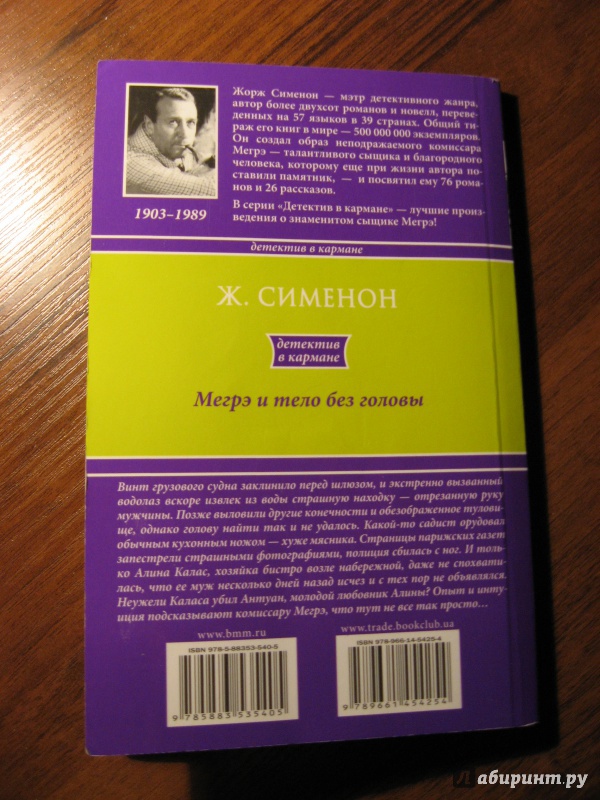 Жорж Сименон — мэтр детективного жанра,
автор более двухсот романов и новелл, переве-
денных на 57 языков в 39 странах. Общий ти-
раж его книг в мире — 500 000 000 экземпляров.
Он создал образ неподражаемого комиссара
Мегрэ — талантливого сыщика и благородного
человека, которому еще при жизни автора по-
ставили памятник, — и посвятил ему 76 рома-
нов и 26 рассказов.
В серии «Детектив в кармане» — лучшие произ-
ведения о знаменитом сыщике Мегрэ!
1903–1989
детектив в кармане
Ж. СИМЕНОН
детектив
в кармане
Мегрэ и тело без головы
Винт грузового судна заклинило перед шлюзом, и экстренно вызванный
водолаз вскоре извлек из воды страшную находку — отрезанную руку
мужчины. Позже выловили другие конечности и обезображенное тулови-
ще, однако голову найти так и не удалось. Какой-то садист орудовал
обычным кухонным ножом — хуже мясника. Страницы парижских газет
запестрели страшными фотографиями, полиция сбилась с ног. И толь-
ко Алина Калас, хозяйка бистро возле набережной, даже не спохвати-
лась, что ее муж несколько дней назад исчез и с тех пор не объявлялся.
Неужели Каласа убил Антуан, молодой любовник Алины? Опыт и инту-
иция подсказывают комиссару Мегрэ, что тут не все так просто…
www.bmm.ru
www.trade.bookclub.ua
ISBN 978-5-88353-540-5
ISBN 978-966-14-5425-4
9 785883 535405
9 789661 454254
Лабиринт.ру